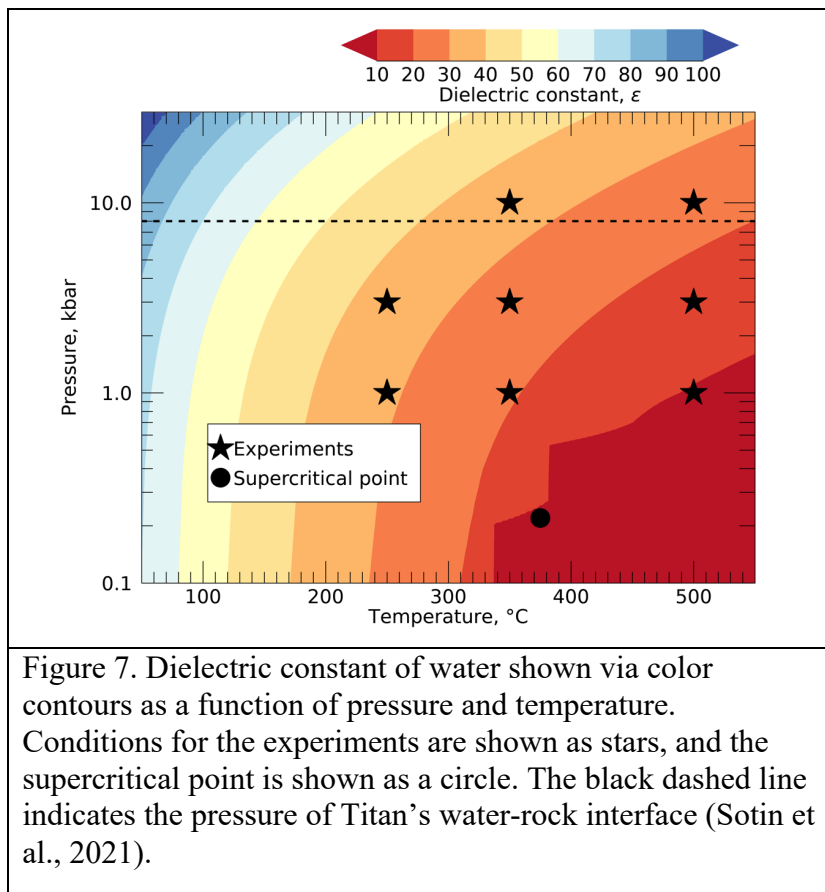 10 20 30 40 50 60 70 80 90 100
Dielectric constant, ε
10.0
1.0
0.1
Pressure, kbar
Experiments
Supercritical point
100 200 300 400 500
Temperature, °C
Figure 7. Dielectric constant of water shown via color
contours as a function of pressure and temperature.
Conditions for the experiments are shown as stars, and the
supercritical point is shown as a circle. The black dashed line
indicates the pressure of Titan’s water-rock interface (Sotin et
al., 2021).